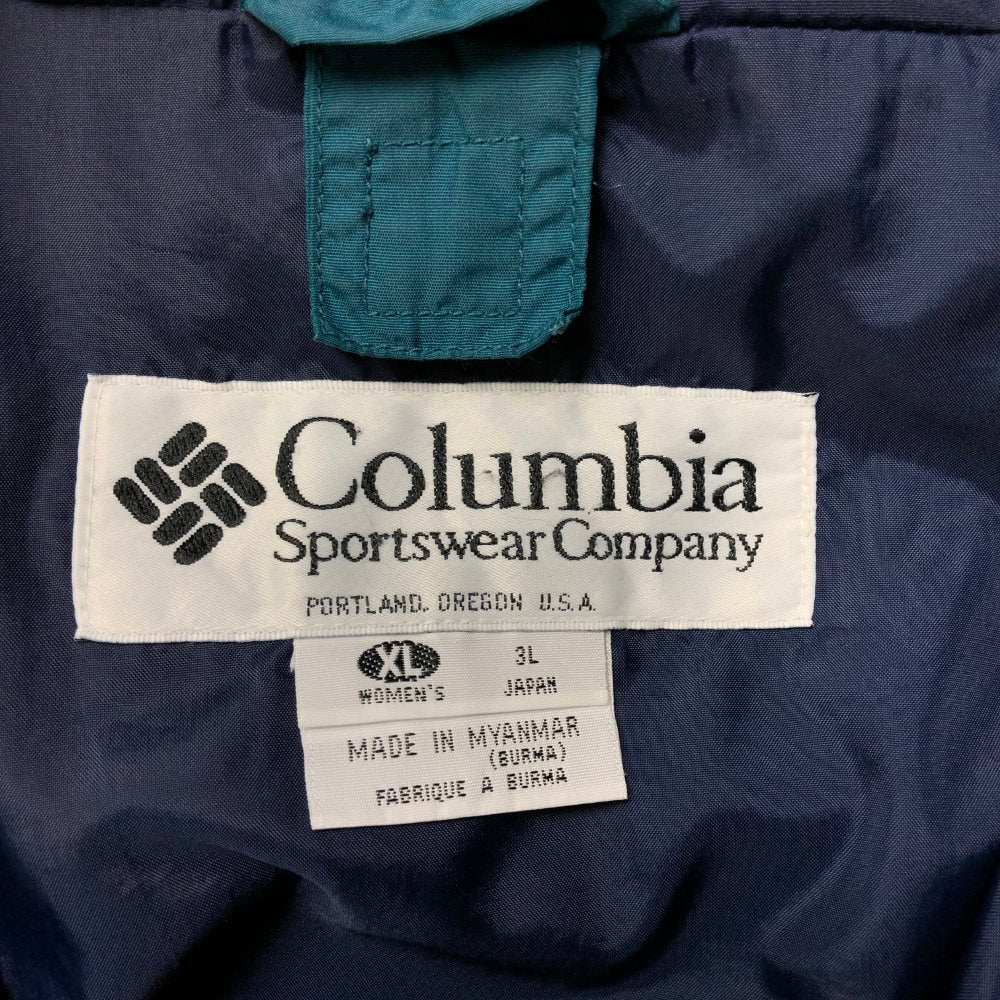 Columbia
Sportswear Company
PORTLAND, OREGON U.S.A.
XL 3L
WOMEN'S JAPAN
MADE IN MYANMAR
(BURMA)
FABRIQUE A BURMA